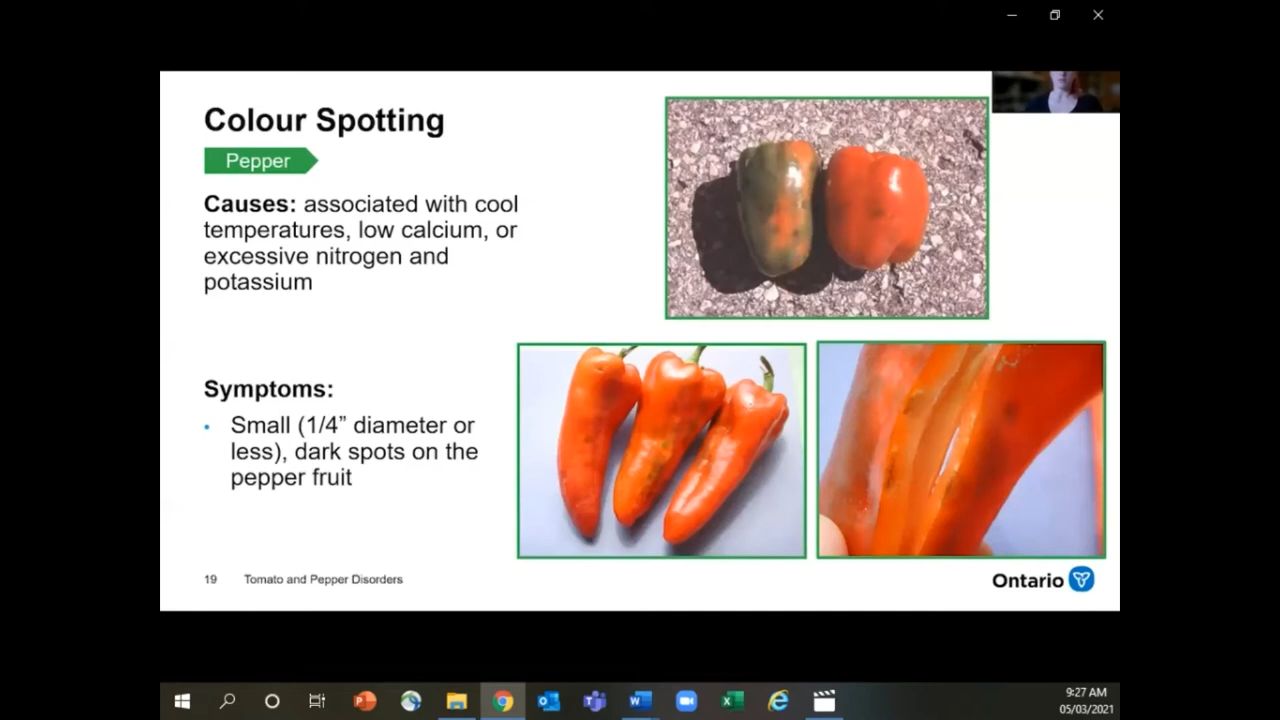 Colour Spotting
Pepper
Causes: associated with cool
temperatures, low calcium, or
excessive nitrogen and
potassium
Symptoms:
• Small (1/4” diameter or
less), dark spots on the
pepper fruit
19 Tomato and Pepper Disorders
Ontario
9:27 AM
05/03/2021